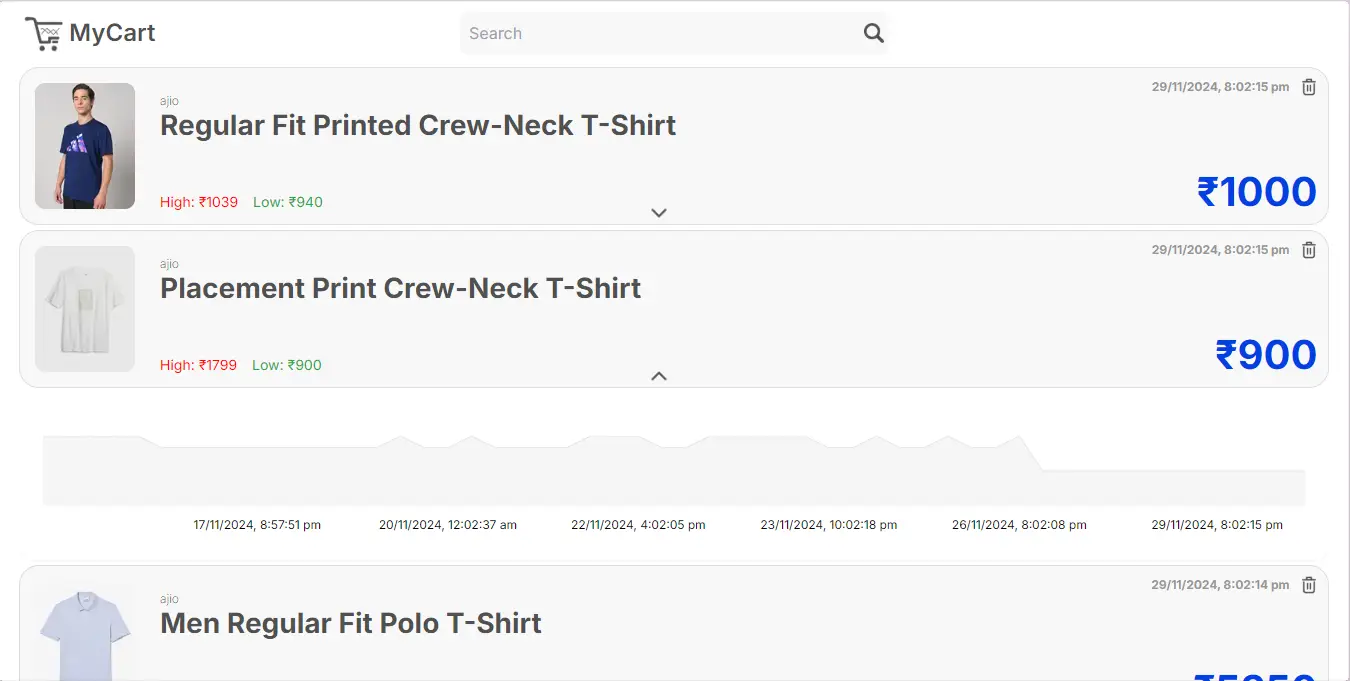 MyCart
Search
29/11/2024, 8:02:15 pm
ajio
Regular Fit Printed Crew-Neck T-Shirt
High: ₹1039 Low: ₹940
₹1000
29/11/2024, 8:02:15 pm
ajio
Placement Print Crew-Neck T-Shirt
High: ₹1799 Low: ₹900
₹900
17/11/2024, 8:57:51 pm 20/11/2024, 12:02:37 am 22/11/2024, 4:02:05 pm 23/11/2024, 10:02:18 pm 26/11/2024, 8:02:08 pm 29/11/2024, 8:02:15 pm
29/11/2024, 8:02:14 pm
ajio
Men Regular Fit Polo T-Shirt